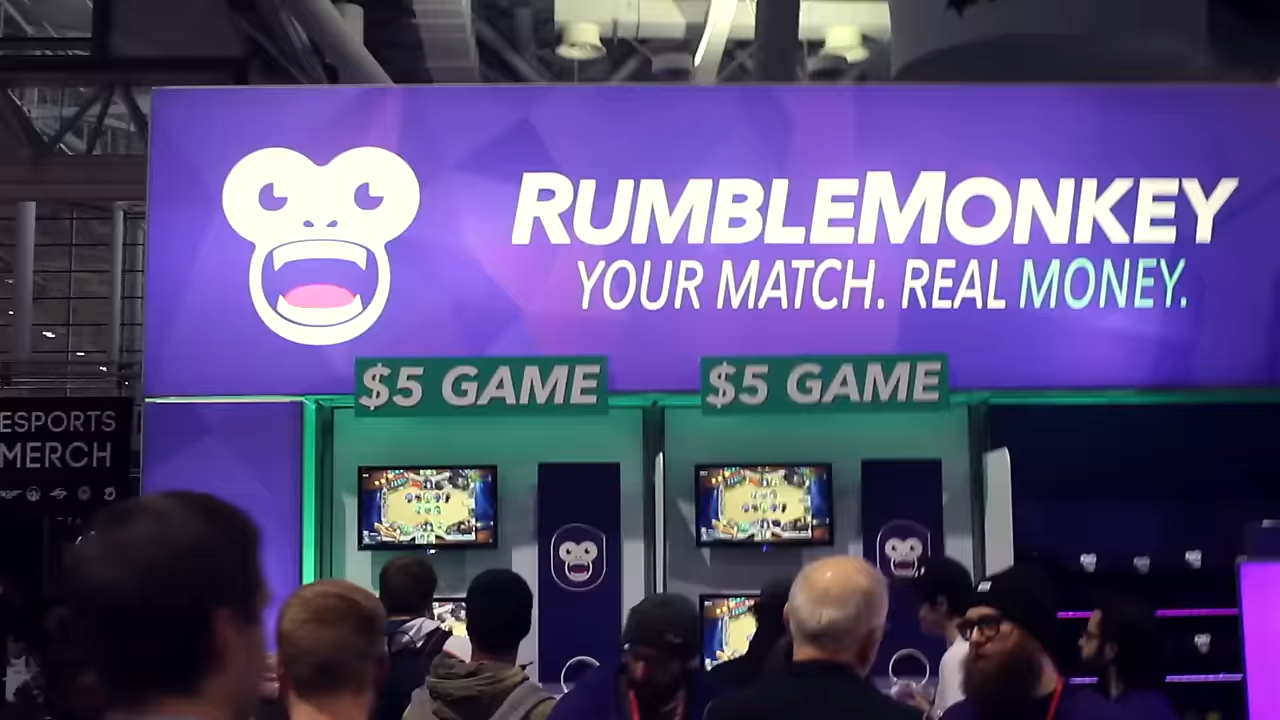 RUMBLEMONKEY
YOUR MATCH. REAL MONEY.
$5 GAME
$5 GAME
ESPORTS
MERCH